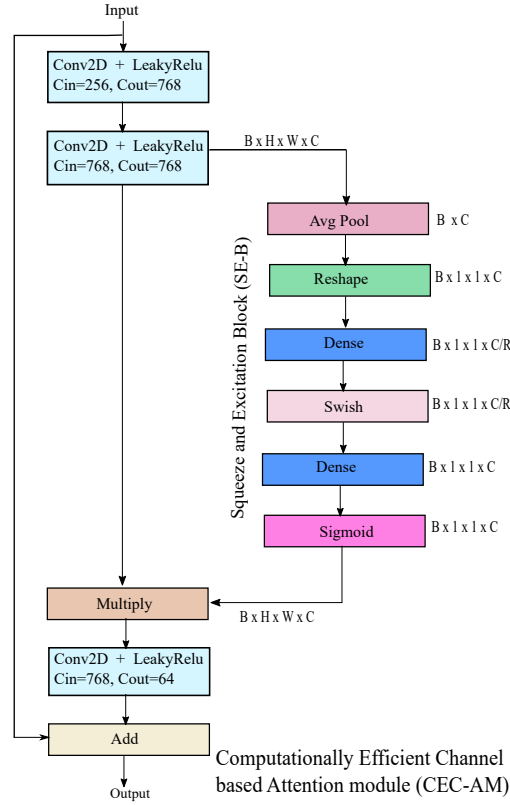 Input
Conv2D + LeakyRelu
Cin=256, Cout=768
Conv2D + LeakyRelu
Cin=768, Cout=768
B x H x W x C
Avg Pool
B x C
Reshape
B x 1 x 1 x C
Dense
B x 1 x 1 x C/R
Swish
B x 1 x 1 x C/R
Dense
B x 1 x 1 x C
Sigmoid
B x 1 x 1 x C
Squeeze and Excitation Block (SE-B)
Multiply
B x H x W x C
Conv2D + LeakyRelu
Cin=768, Cout=64
Add
Output
Computationally Efficient Channel
based Attention module (CEC-AM)